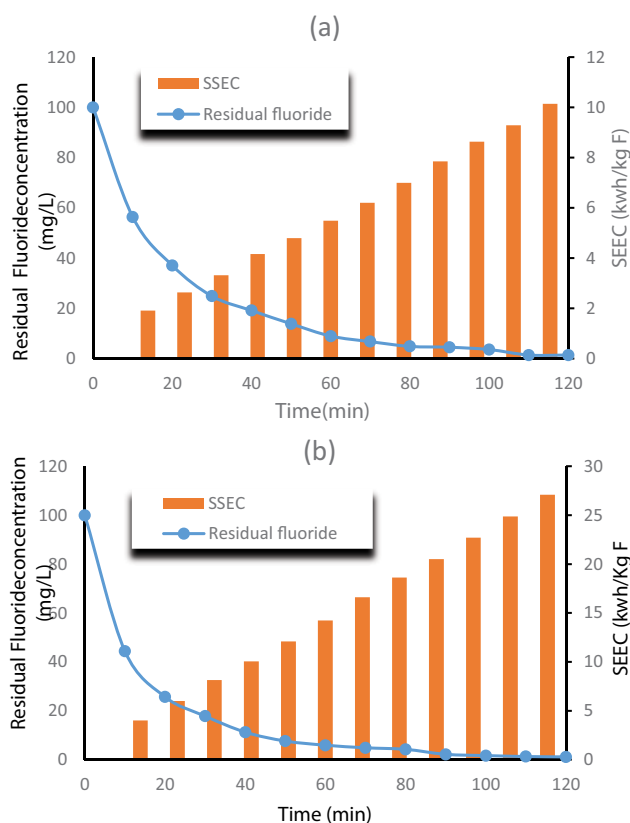 (a)
120
100
80
60
40
20
0
Residual Fluorideconcentration
(mg/L)
SSEC
Residual fluoride
12
10
8
6
4
2
0
SEEC (kwh/kg F)
0 20 40 60 80 100 120
Time(min)
(b)
120
100
80
60
40
20
0
Residual Fluorideconcentration
(mg/L)
SSEC
Residual fluoride
30
25
20
15
10
5
0
SEEC (kwh/Kg F
0 20 40 60 80 100 120
Time (min)